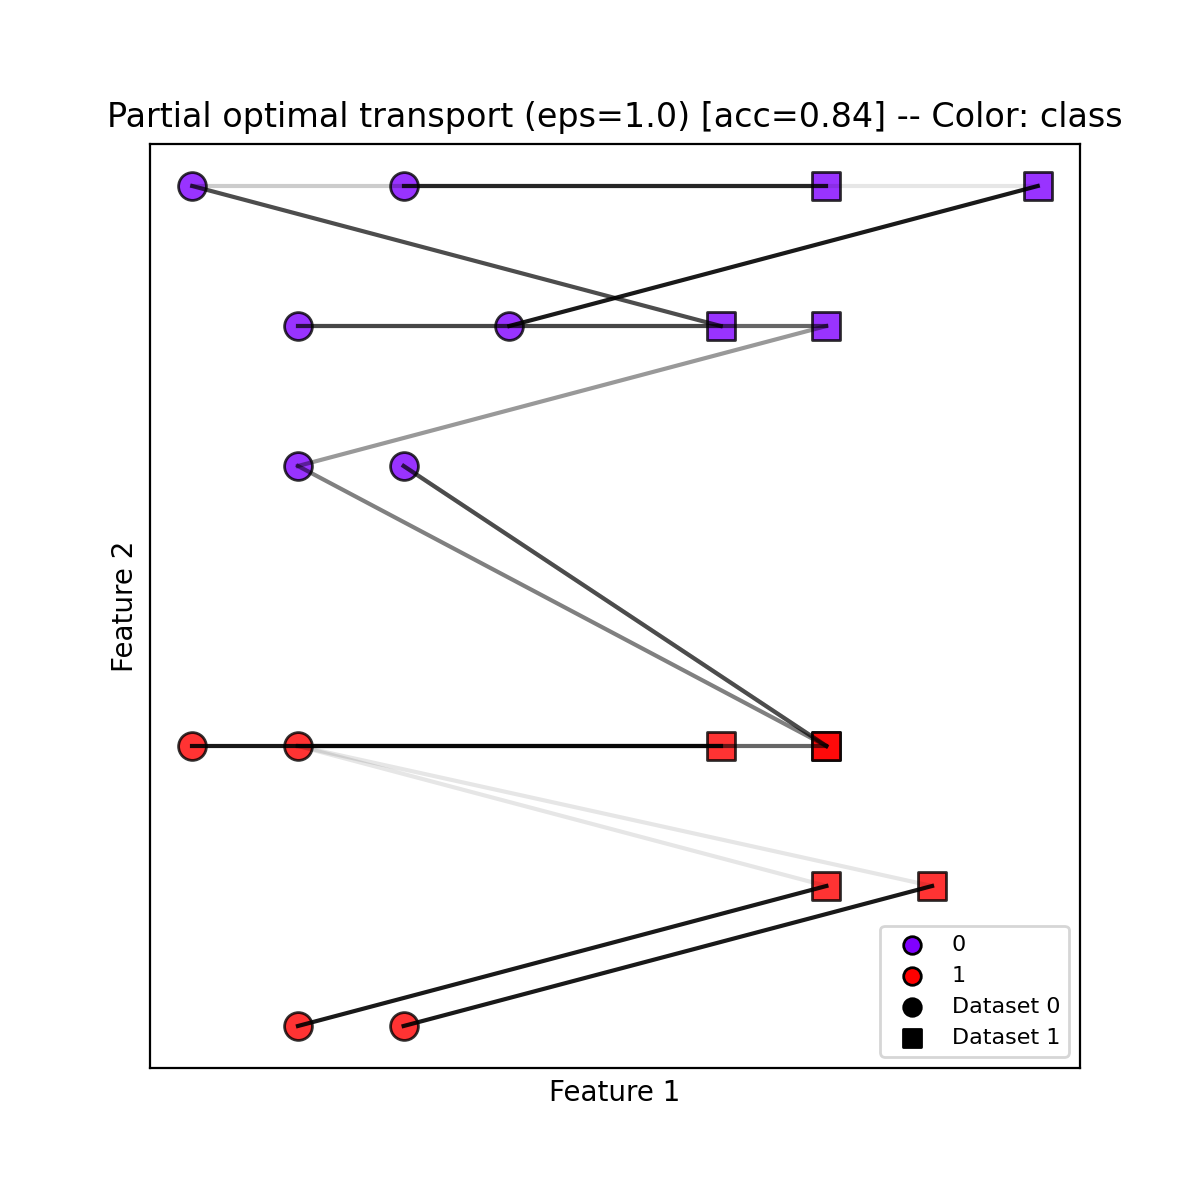 Partial optimal transport (eps=1.0) [acc=0.84] -- Color: class
Feature 2
0
1
Dataset 0
Dataset 1
Feature 1